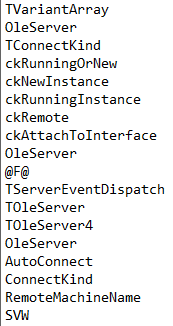 TVariantArray
OleServer
TConnectKind
ckRunningOrNew
ckNewInstance
ckRunningInstance
ckRemote
ckAttachToInterface
OleServer
@F@
TServerEventDispatch
TOleServer
TOleServer4
OleServer
AutoConnect
ConnectKind
RemoteMachineName
SVW